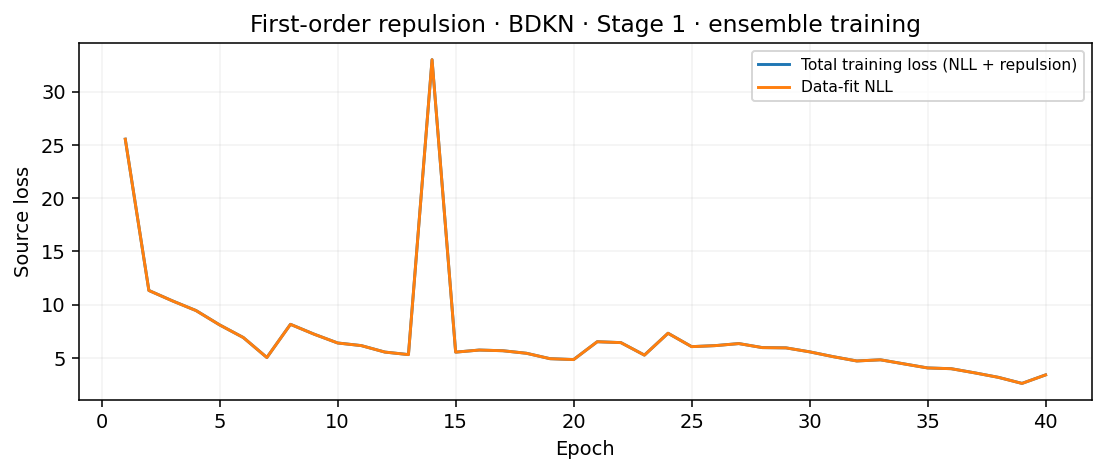 First-order repulsion · BDKN · Stage 1 · ensemble training
Total training loss (NLL + repulsion)
Data-fit NLL
Source loss
30
25
20
15
10
5
0 5 10 15 20 25 30 35 40
Epoch